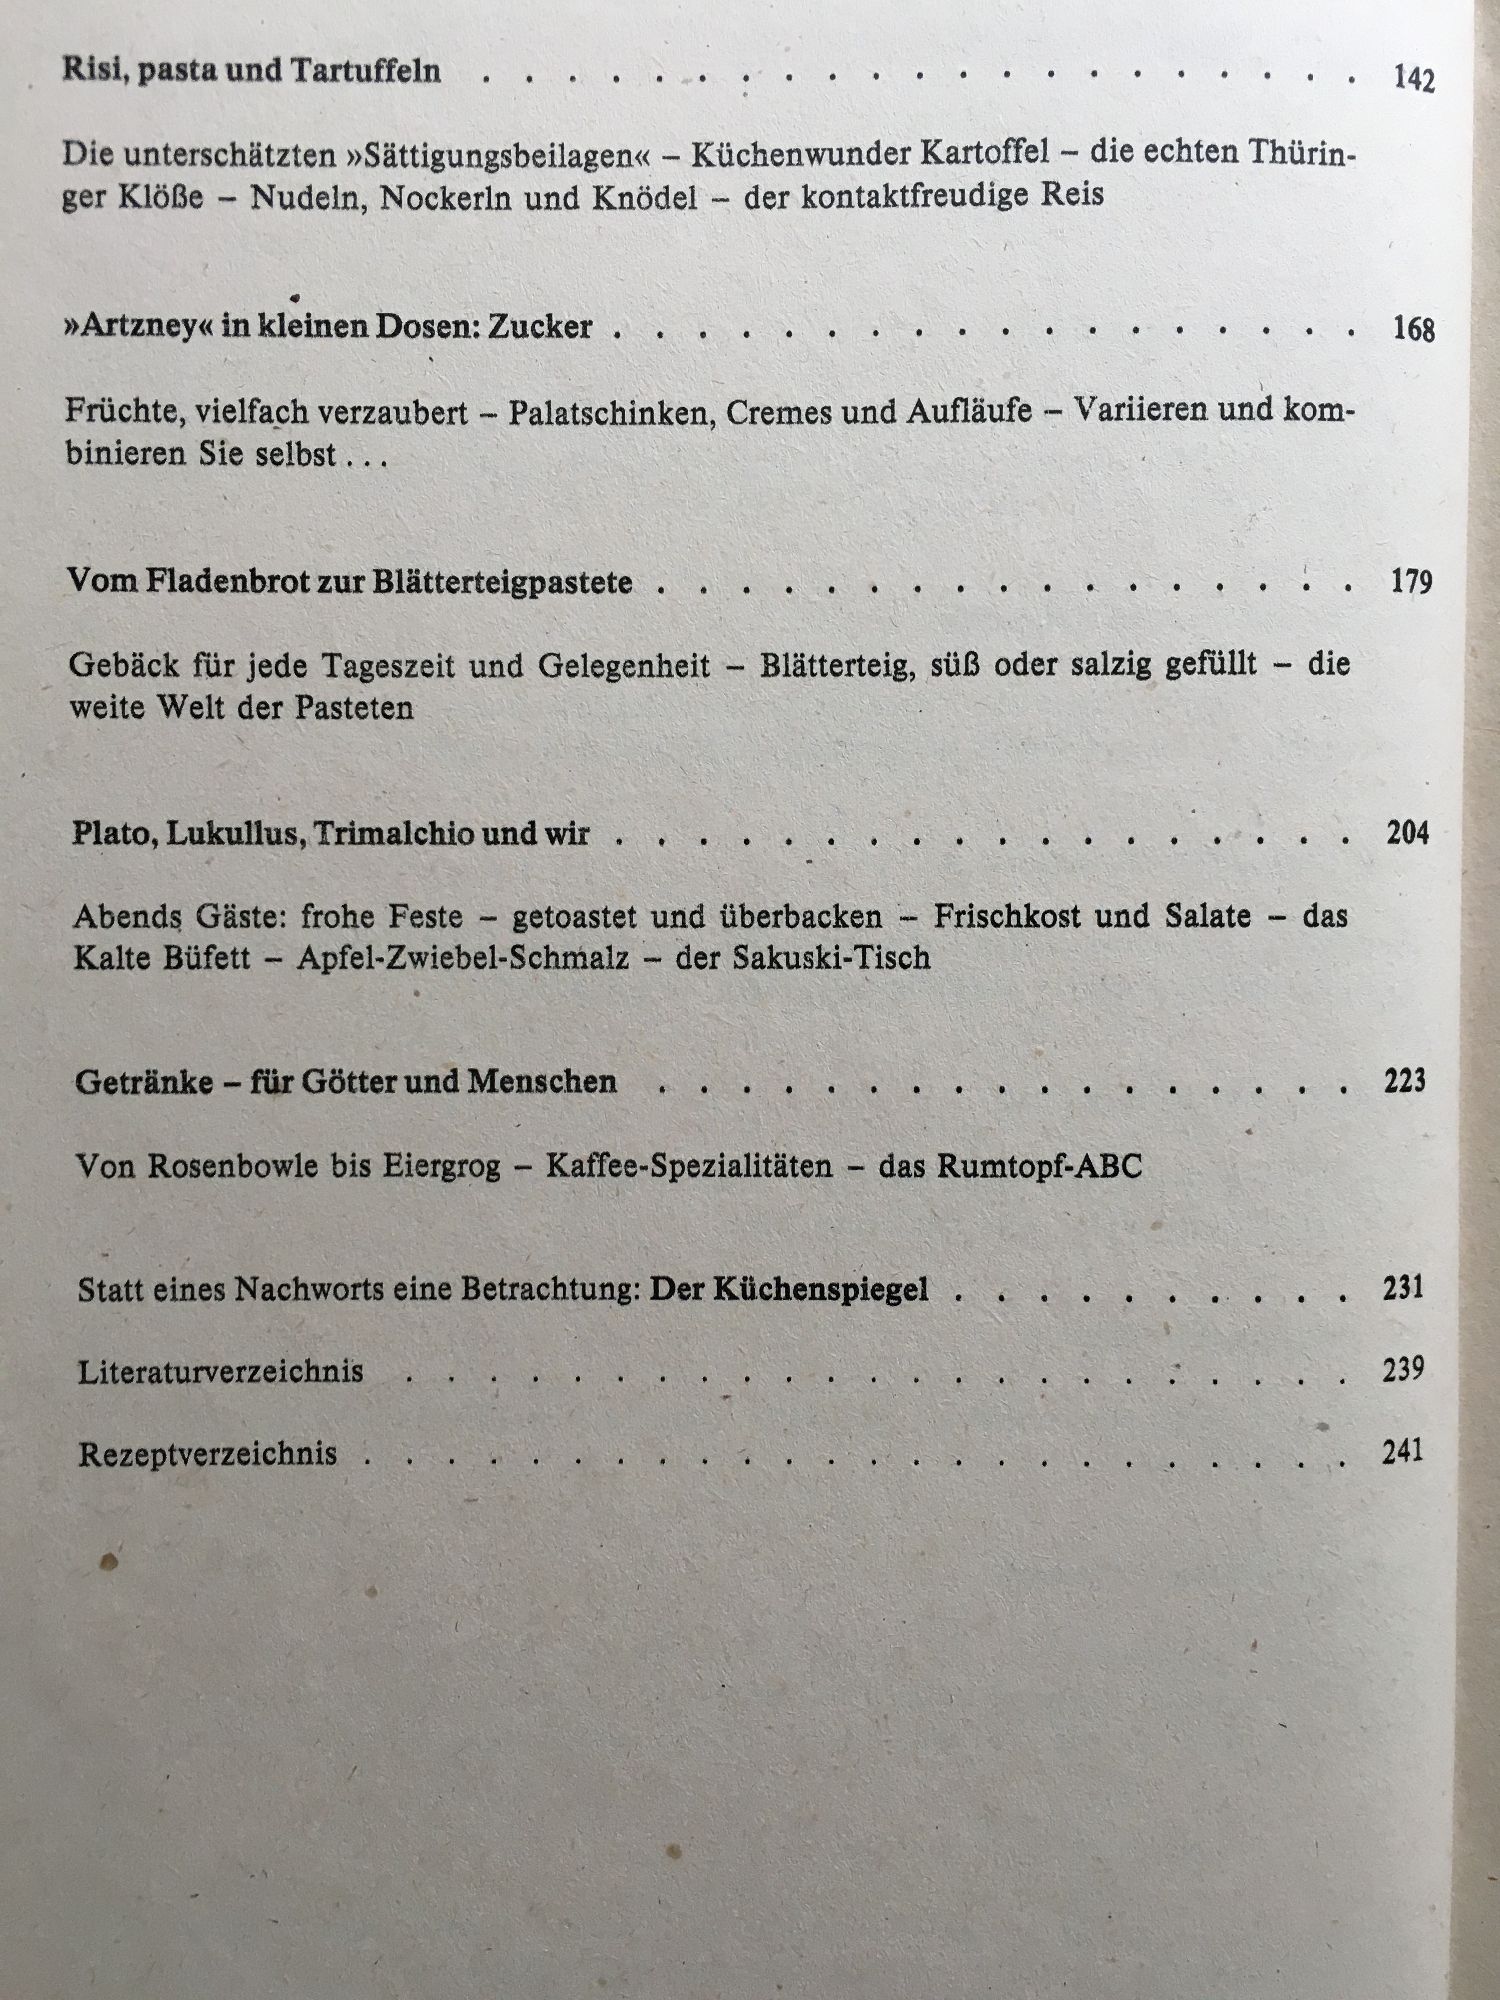 Risi, pasta und Tartuffeln . . . . . . . . . . . . . . . . . . . . . 142
Die unterschätzten »Sättigungsbeilagen« – Küchenwunder Kartoffel – die echten Thürin-
ger Klöße – Nudeln, Nockerln und Knödel – der kontaktfreudige Reis
»Artzney« in kleinen Dosen: Zucker . . . . . . . . . . . . . . . . . . 168
Früchte, vielfach verzaubert – Palatschinken, Cremes und Aufläufe – Variieren und kom-
binieren Sie selbst . . .
Vom Fladenbrot zur Blätterteigpastete . . . . . . . . . . . . . . . . . 179
Gebäck für jede Tageszeit und Gelegenheit – Blätterteig, süß oder salzig gefüllt – die
weite Welt der Pasteten
Plato, Lukullus, Trimalchio und wir . . . . . . . . . . . . . . . . . . 204
Abends Gäste: frohe Feste – getoastet und überbacken – Frischkost und Salate – das
Kalte Büfett – Apfel-Zwiebel-Schmalz – der Sakuski-Tisch
Getränke – für Götter und Menschen . . . . . . . . . . . . . . . . . 223
Von Rosenbowle bis Eiergrog – Kaffee-Spezialitäten – das Rumtopf-ABC
Statt eines Nachworts eine Betrachtung: Der Küchenspiegel . . . . . . . . . . 231
Literaturverzeichnis . . . . . . . . . . . . . . . . . . . . . . . 239
Rezeptverzeichnis . . . . . . . . . . . . . . . . . . . . . . . . 241